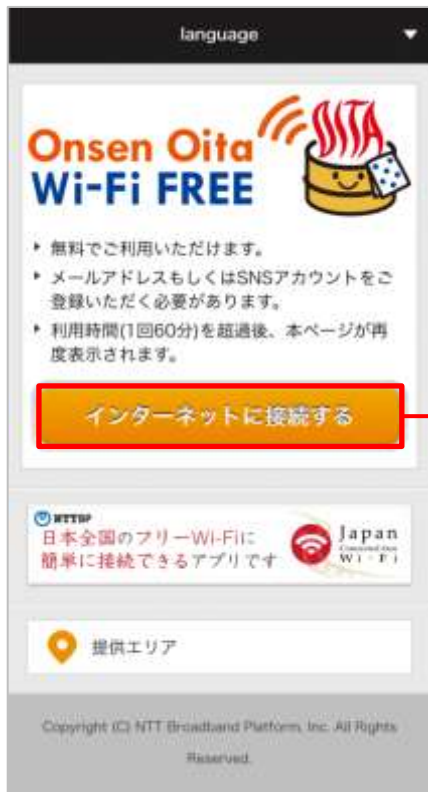 language
OITA
Onsen Oita
Wi-Fi FREE
無料でご利用いただけます。
メールアドレスもしくはSNSアカウントをご
登録いただく必要があります。
利用時間(1回60分)を超過後、本ページが再
度表示されます。
インターネットに接続する
NTTBP
日本全国のフリーWi-Fiに
簡単に接続できるアプリです
Japan
Connected-free
Wi-Fi
提供エリア
Copyright (C) NTT Broadband Platform, Inc. All Rights
Reserved.